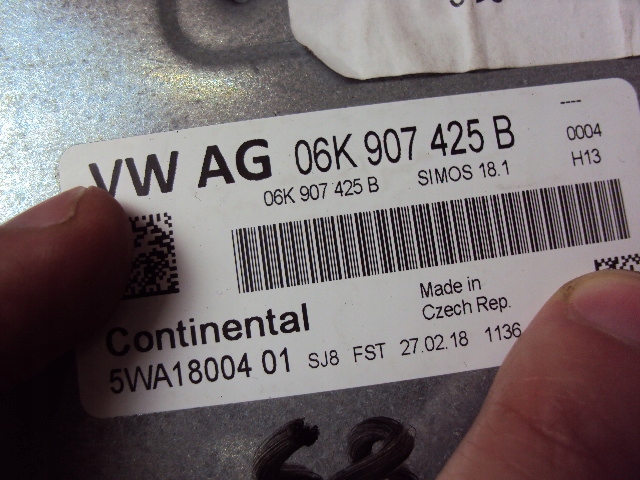 VW AG 06K 907 425 B
----
0004
06K 907 425 B SIMOS 18.1 H13
Continental
Made in
Czech Rep.
5WA18004 01 SJ8 FST 27.02.18 1136
68